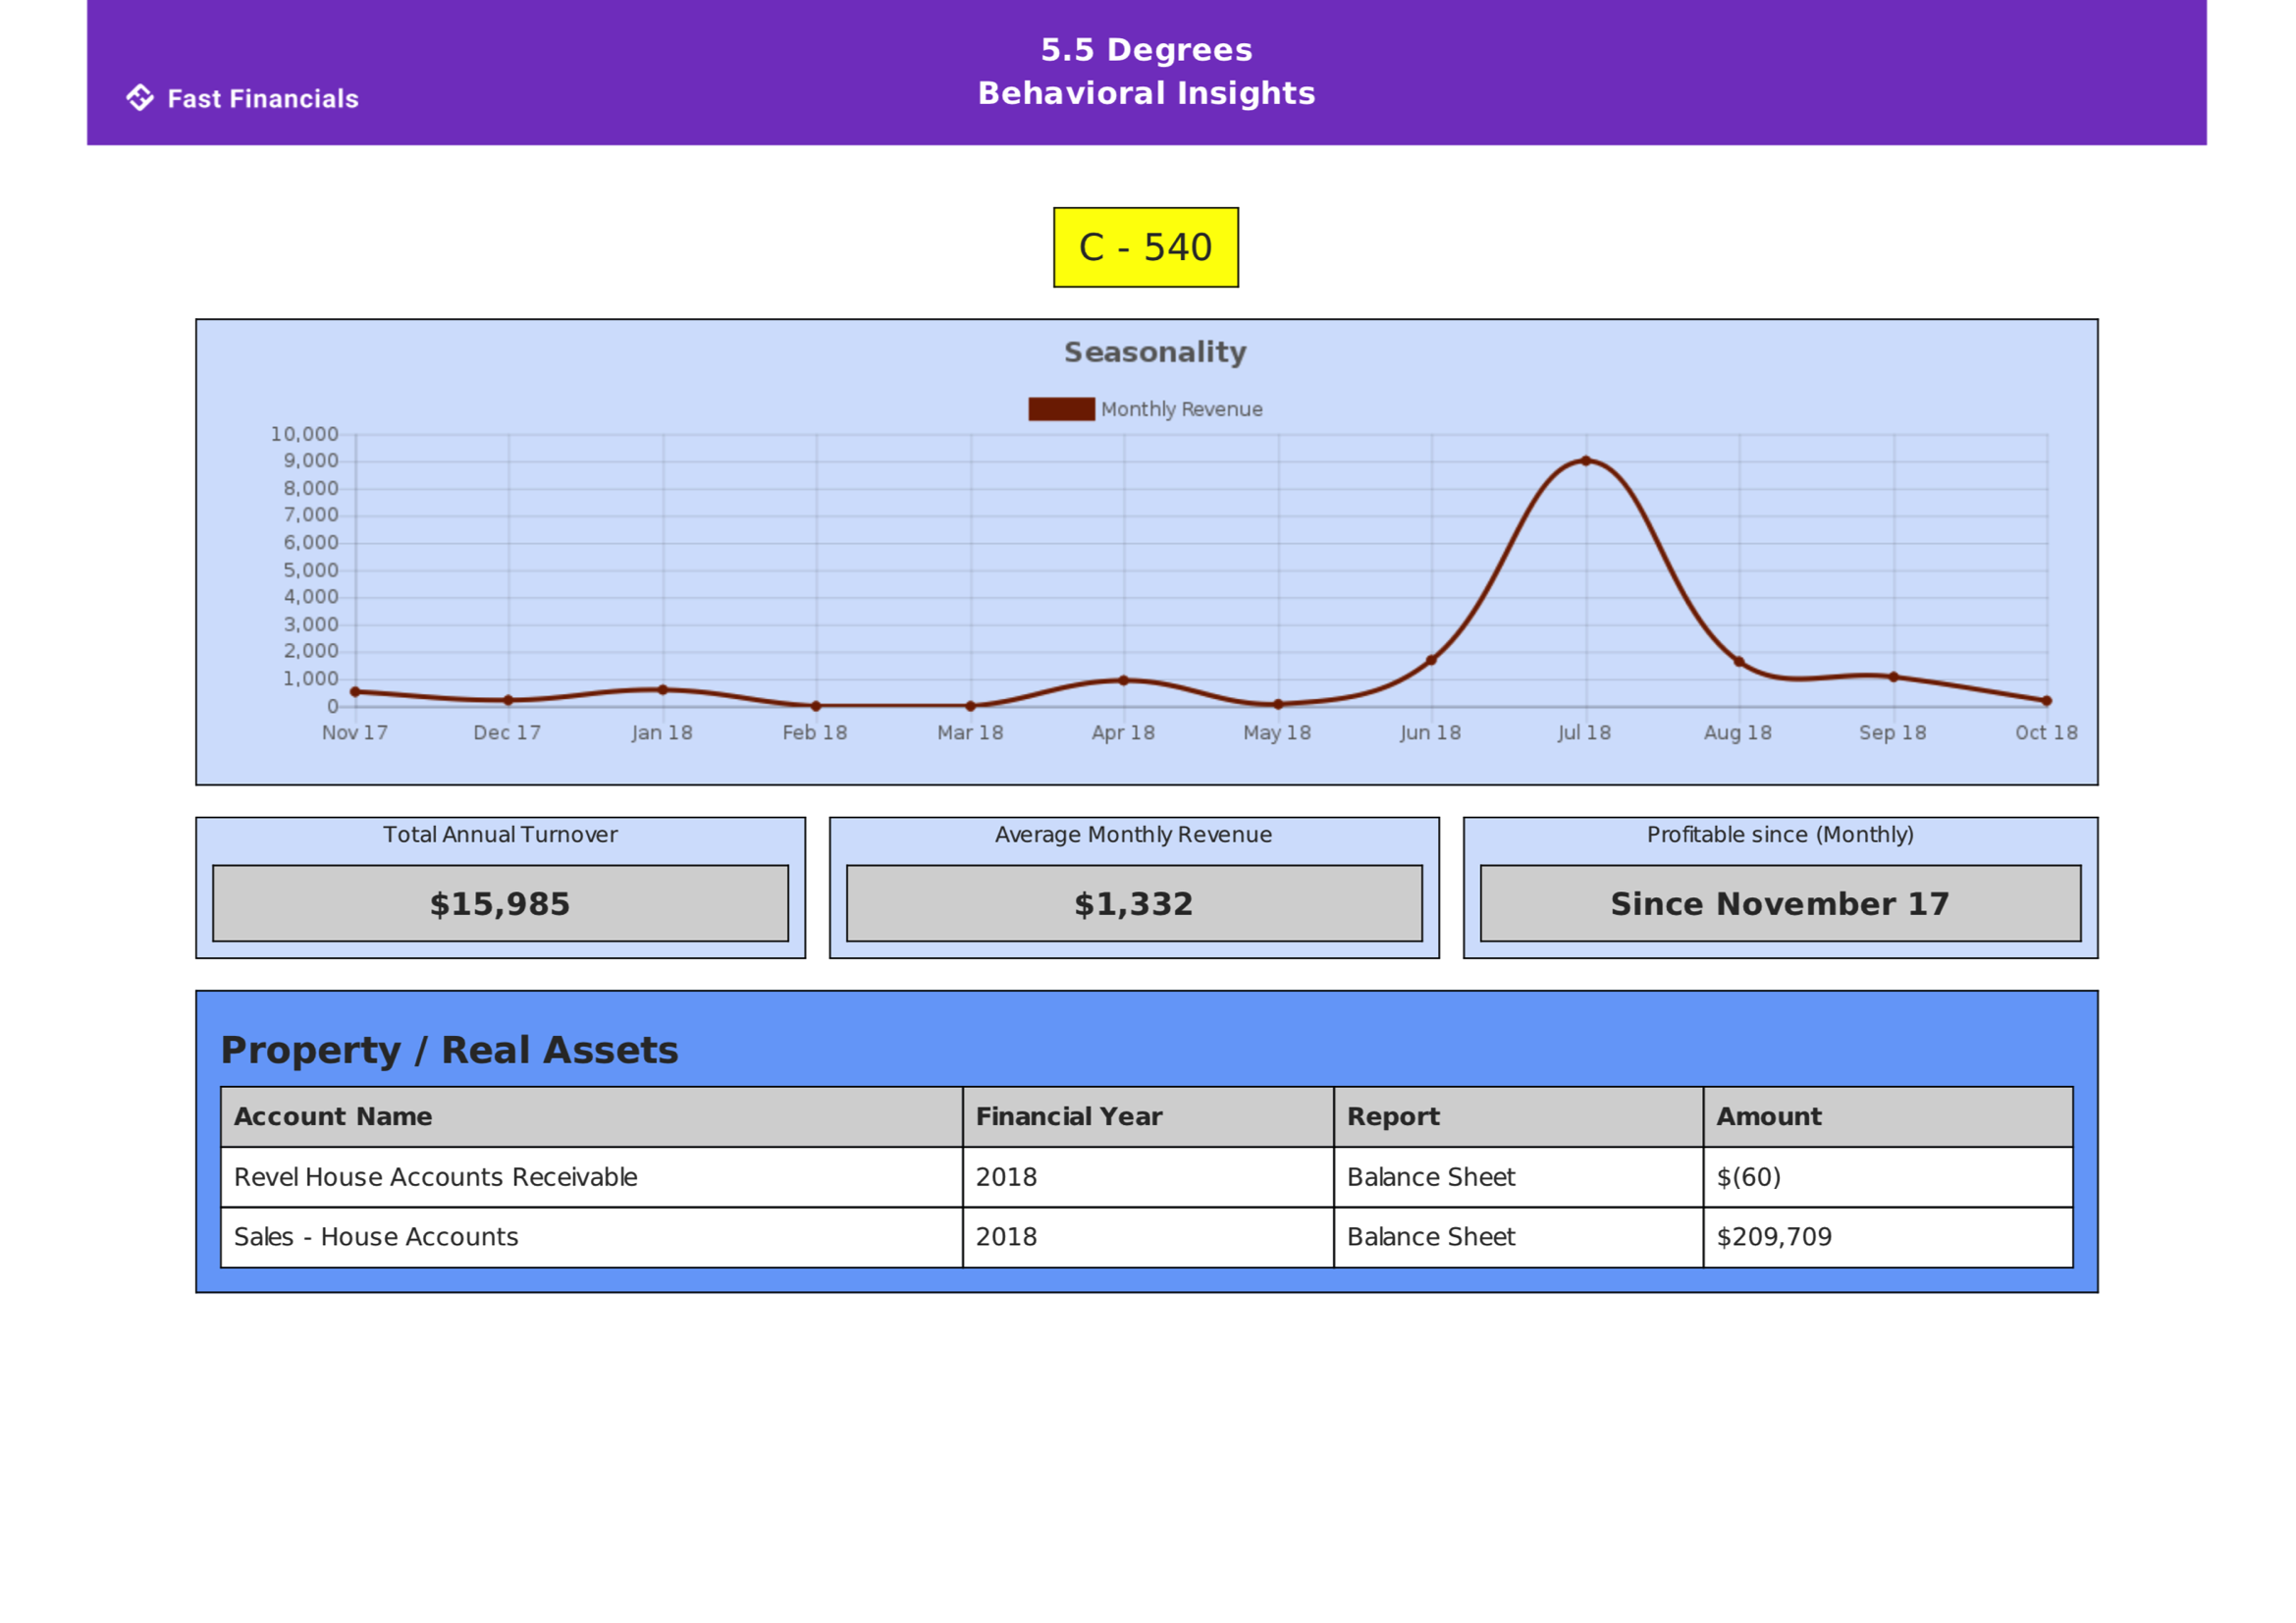 5.5 Degrees
Behavioral Insights
Fast Financials
C - 540
Seasonality
Monthly Revenue
10,000
9,000
8,000
7,000
6,000
5,000
4,000
3,000
2,000
1,000
0
Nov 17 Dec 17 Jan 18 Feb 18 Mar 18 Apr 18 May 18 Jun 18 Jul 18 Aug 18 Sep 18 Oct 18
Total Annual Turnover Average Monthly Revenue Profitable since (Monthly)
$15,985 $1,332 Since November 17
Property / Real Assets
Account Name Financial Year Report Amount
Revel House Accounts Receivable 2018 Balance Sheet $(60)
Sales - House Accounts 2018 Balance Sheet $209,709